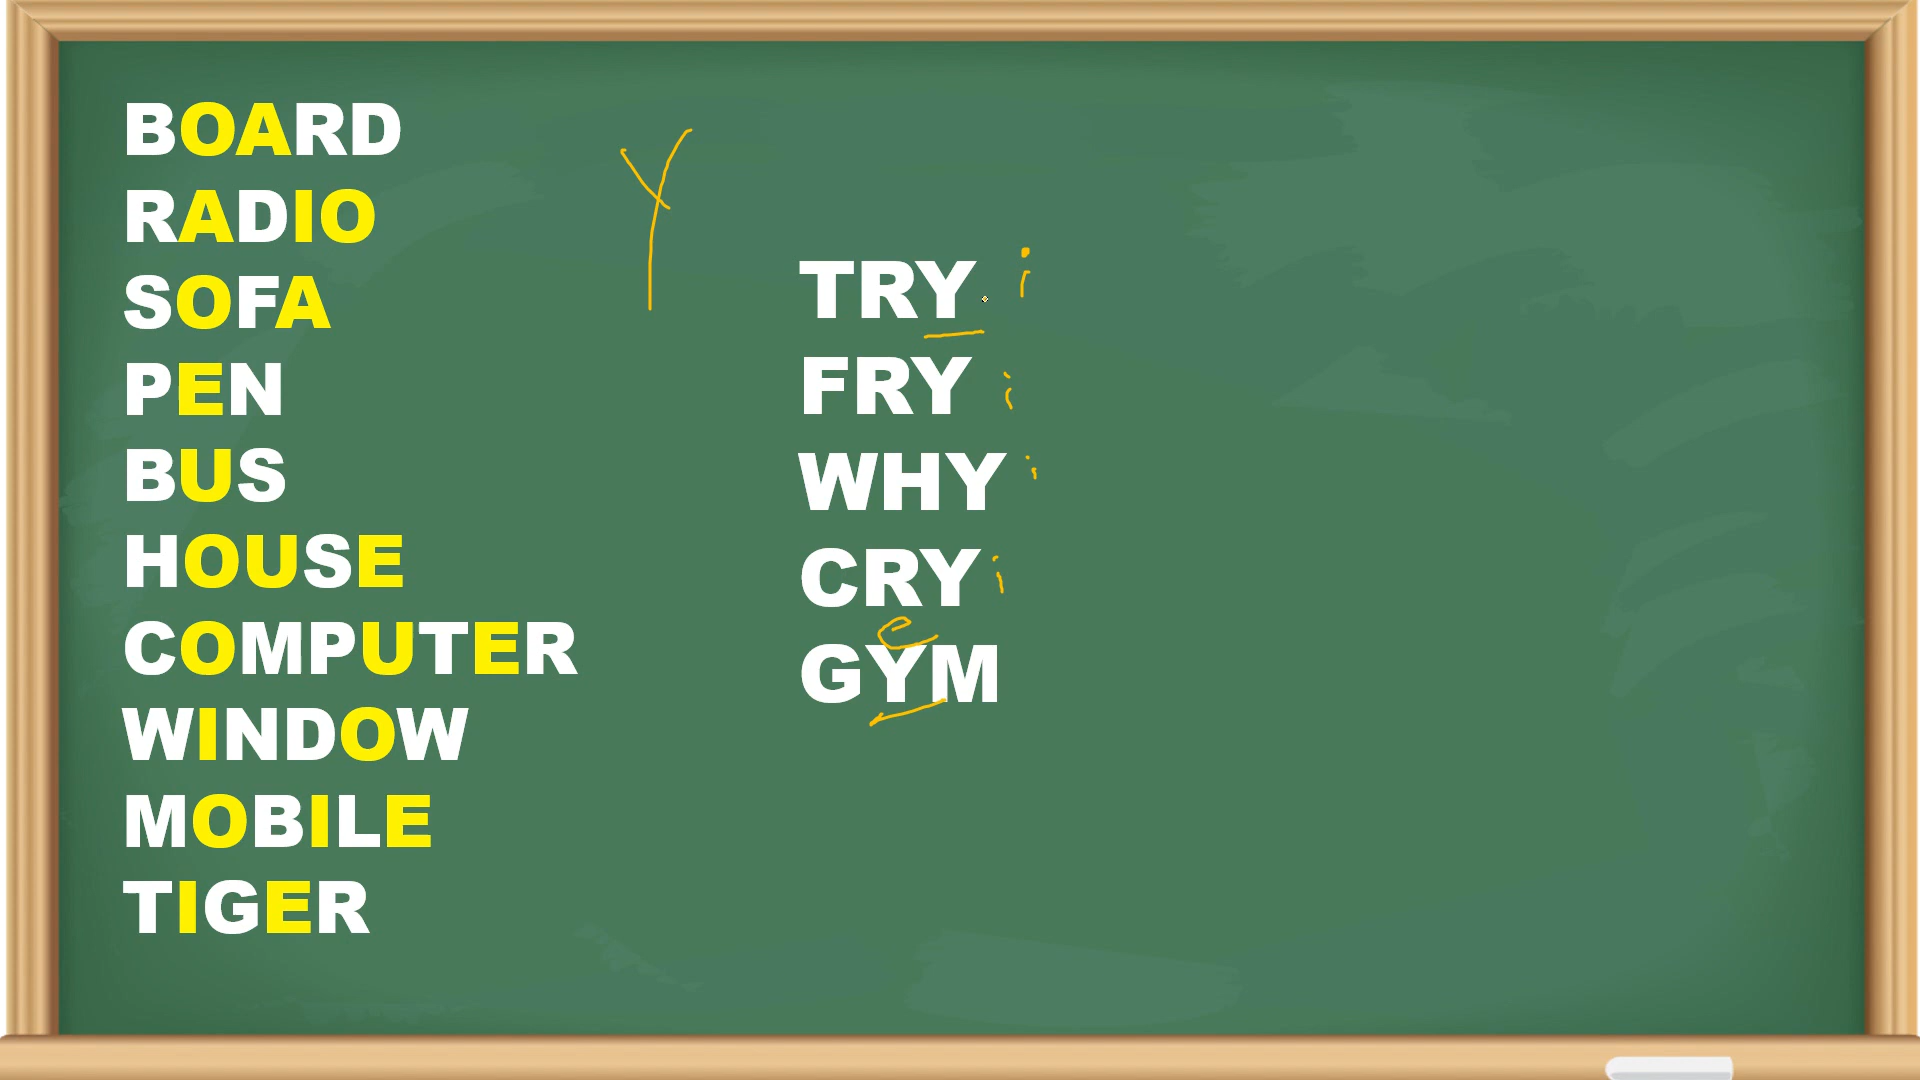 BOARD
RADIO
SOFA
PEN
BUS
HOUSE
COMPUTER
WINDOW
MOBILE
TIGER
Y
TRY i
FRY i
WHY i
CRY i
e
GYM